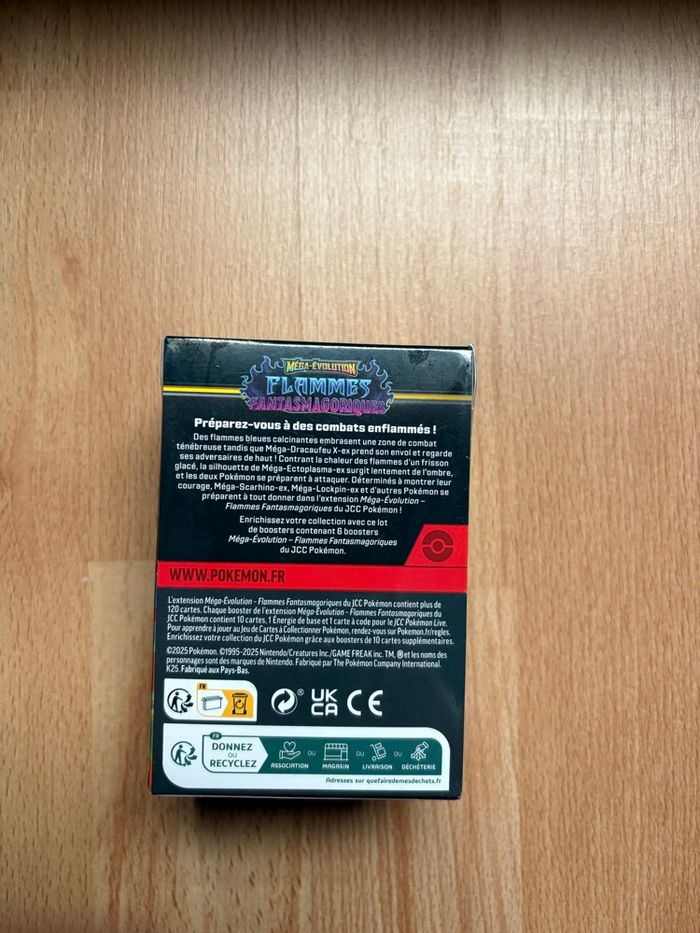 MÉGA-ÉVOLUTION
FLAMMES
FANTASMAGORIQUES
Préparez-vous à des combats enflammés !
Des flammes bleues calcinantes embrasent une zone de combat
ténébreuse tandis que Méga-Dracaufeu X-ex prend son envol et regarde
ses adversaires de haut ! Contrant la chaleur des flammes d'un frisson
glacé, la silhouette de Méga-Ectoplasma-ex surgit lentement de l'ombre,
et les deux Pokémon se préparent à attaquer. Déterminés à montrer leur
courage, Méga-Scarhino-ex, Méga-Lockpin-ex et d'autres Pokémon se
préparent à tout donner dans l'extension Méga-Évolution –
Flammes Fantasmagoriques du JCC Pokémon !
Enrichissez votre collection avec ce lot
de boosters contenant 6 boosters
Méga-Évolution – Flammes Fantasmagoriques
du JCC Pokémon.
WWW.POKEMON.FR
L'extension Méga-Évolution – Flammes Fantasmagoriques du JCC Pokémon contient plus de
120 cartes. Chaque booster de l'extension Méga-Évolution – Flammes Fantasmagoriques du
JCC Pokémon contient 10 cartes, 1 Énergie de base et 1 carte à code pour le JCC Pokémon Live.
Pour apprendre à jouer au Jeu de Cartes à Collectionner Pokémon, rendez-vous sur Pokemon.fr/regles.
Enrichissez votre collection du JCC Pokémon grâce aux boosters de 10 cartes supplémentaires.
©2025 Pokémon. ©1995-2025 Nintendo/Creatures Inc./GAME FREAK inc. TM, ® et les noms des
personnages sont des marques de Nintendo. Fabriqué par The Pokémon Company International.
K25. Fabriqué aux Pays-Bas.
FR
® UK
CA CE
FR
DONNEZ
OU
RECYCLEZ
ASSOCIATION OU MAGASIN OU LIVRAISON OU DÉCHÈTERIE
Adresses sur quefairedemesdechets.fr